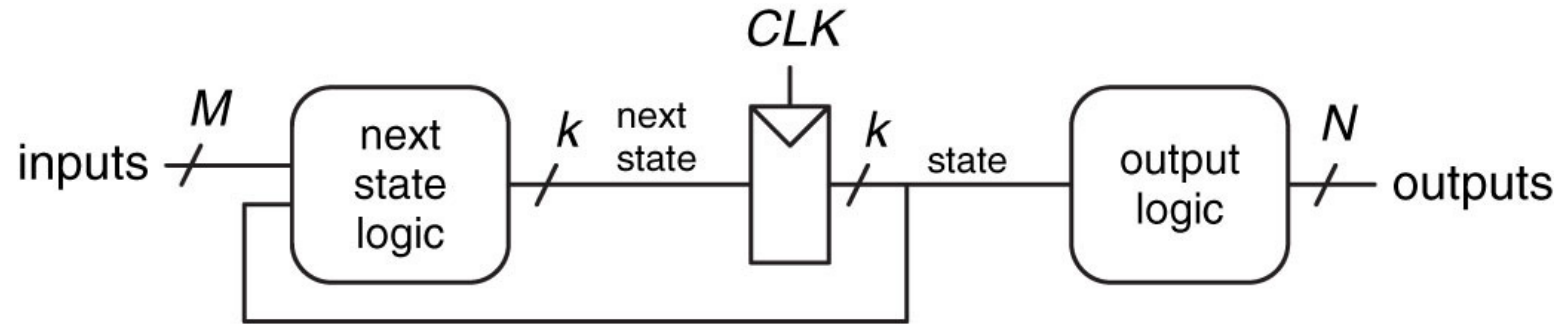 CLK
inputs
M
next
state
logic
k
next
state
k
state
output
logic
N
outputs